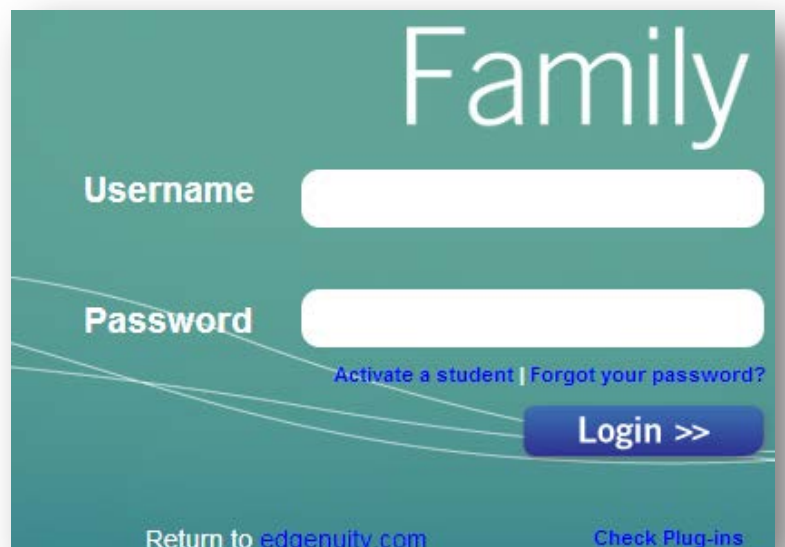 Family
Username
Password
Activate a student | Forgot your password?
Login >>
Return to edgenuity.com Check Plug-ins